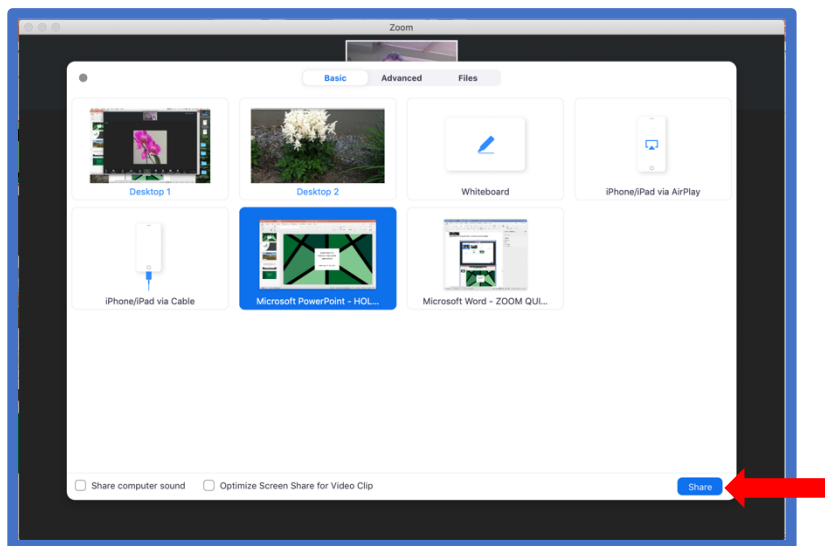 Zoom
Basic Advanced Files
Desktop 1 Desktop 2 Whiteboard iPhone/iPad via AirPlay
iPhone/iPad via Cable Microsoft PowerPoint - HOL... Microsoft Word - ZOOM QUI...
Share computer sound Optimize Screen Share for Video Clip Share